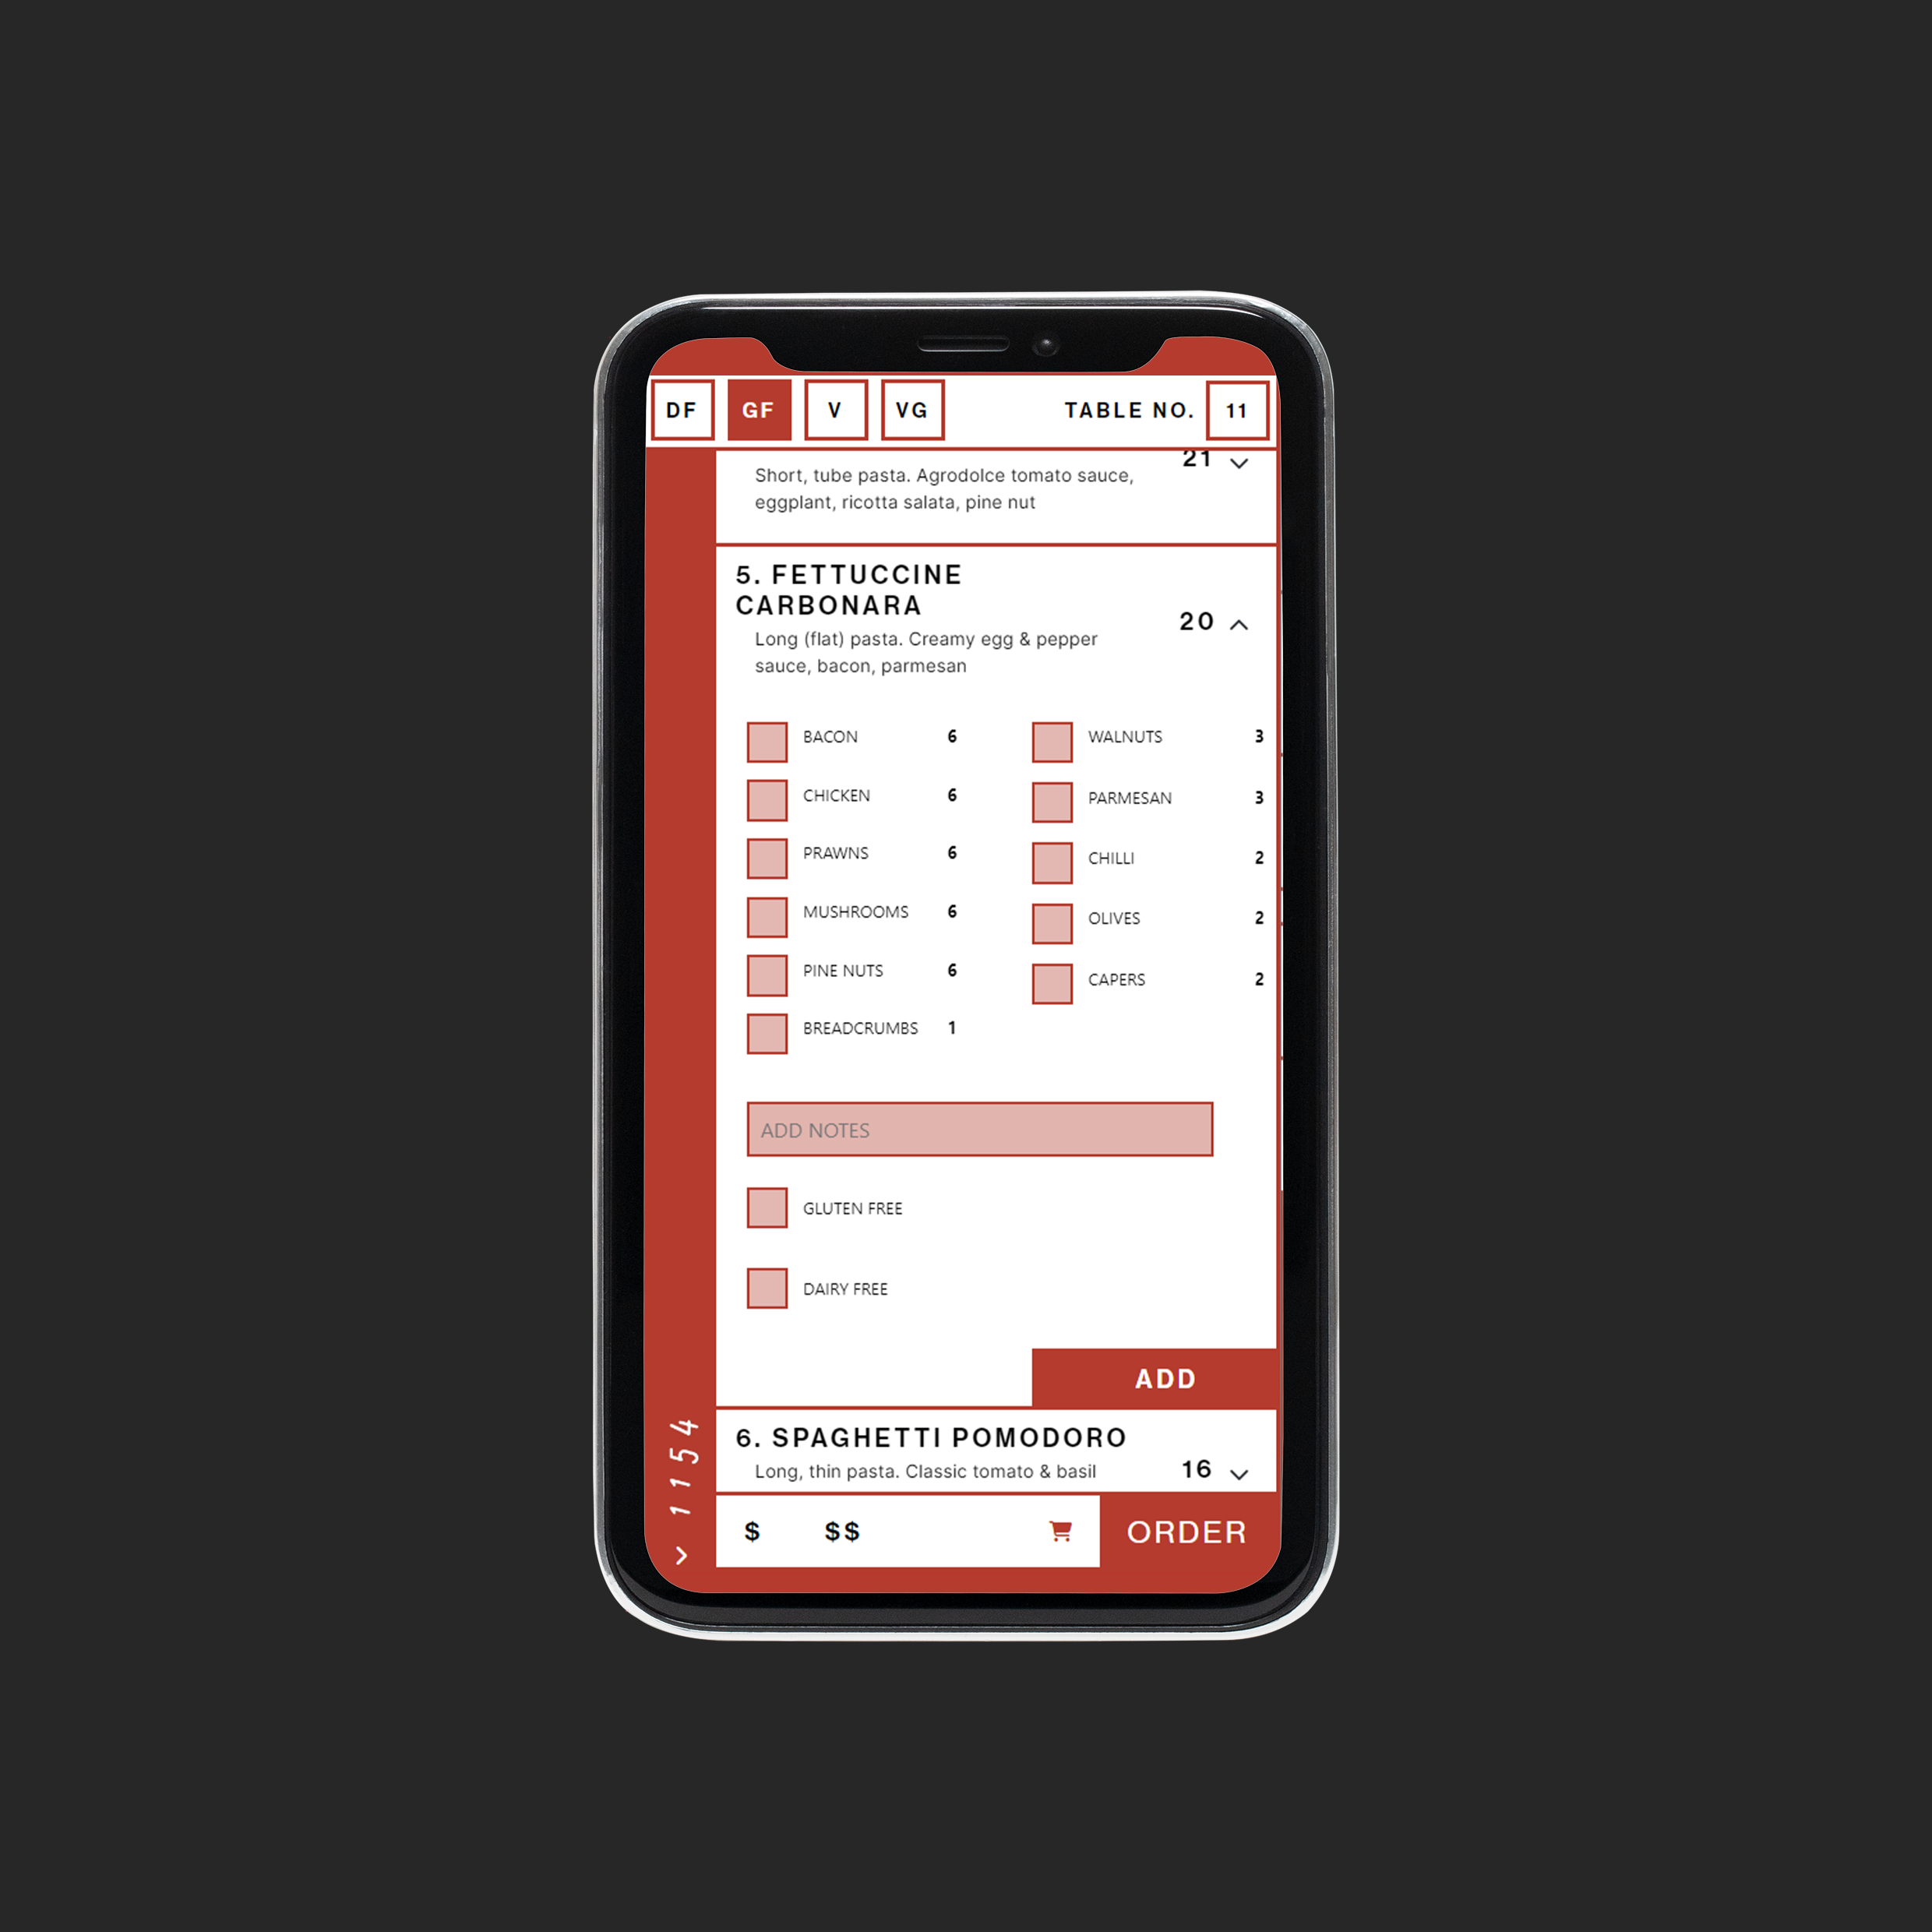 DF GF V VG TABLE NO. 11
21
Short, tube pasta. Agrodolce tomato sauce,
eggplant, ricotta salata, pine nut
5. FETTUCCINE
CARBONARA
20
Long (flat) pasta. Creamy egg & pepper
sauce, bacon, parmesan
BACON 6
CHICKEN 6
PRAWNS 6
MUSHROOMS 6
PINE NUTS 6
BREADCRUMBS 1
WALNUTS 3
PARMESAN 3
CHILLI 2
OLIVES 2
CAPERS 2
ADD NOTES
GLUTEN FREE
DAIRY FREE
ADD
6. SPAGHETTI POMODORO
Long, thin pasta. Classic tomato & basil
16
1154
$ $$ ORDER